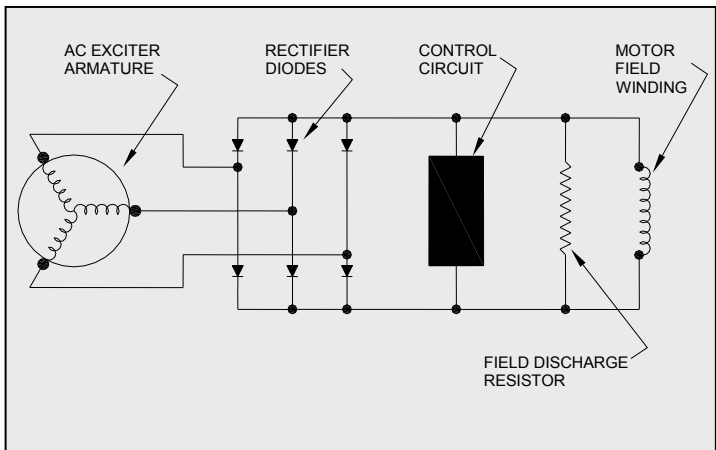 AC EXCITER
ARMATURE
RECTIFIER
DIODES
CONTROL
CIRCUIT
MOTOR
FIELD
WINDING
FIELD DISCHARGE
RESISTOR